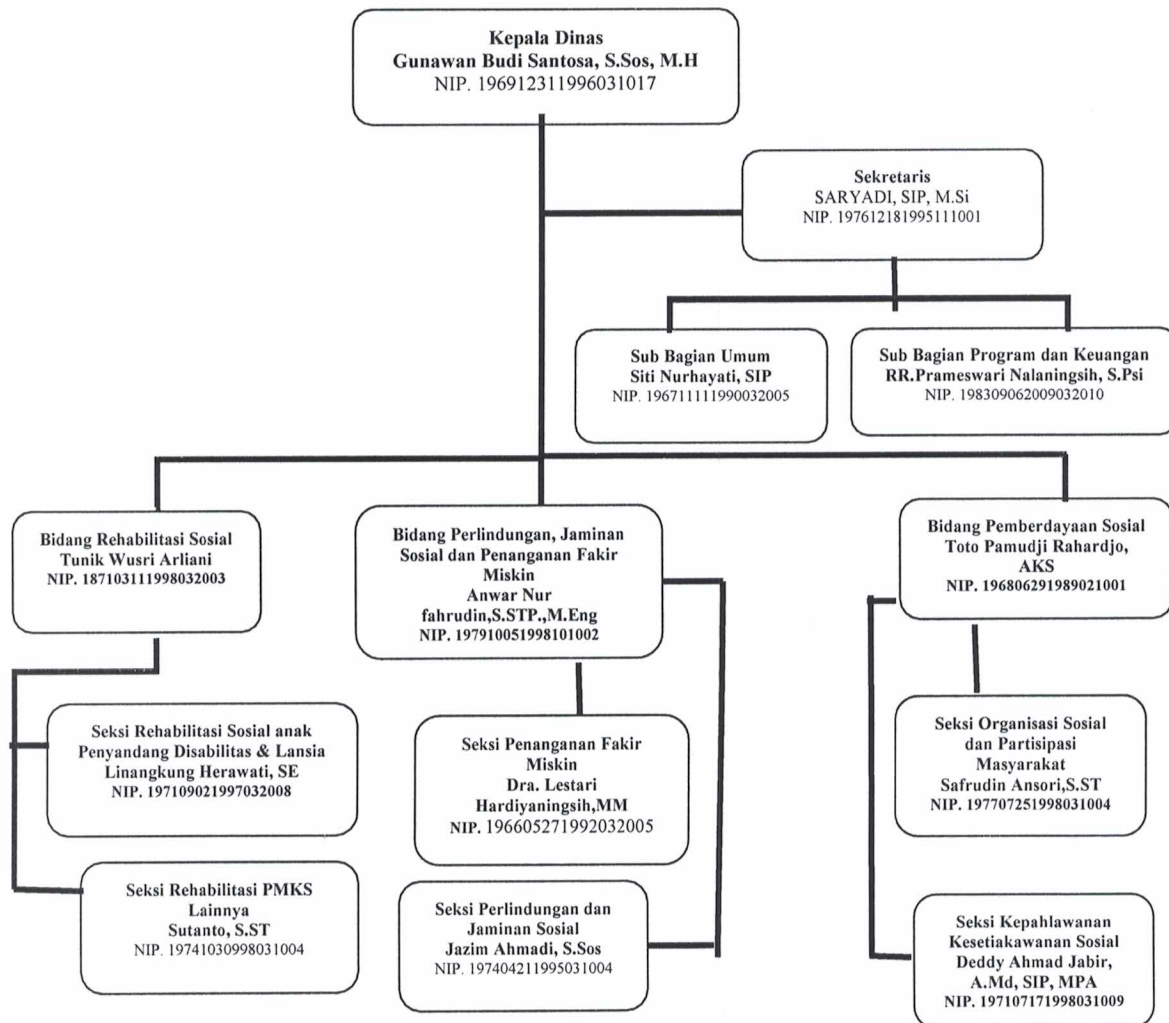 Kepala Dinas
Gunawan Budi Santosa, S.Sos, M.H
NIP. 196912311996031017
Sekretaris
SARYADI, SIP, M.Si
NIP. 197612181995111001
Sub Bagian Umum
Siti Nurhayati, SIP
NIP. 196711111990032005
Sub Bagian Program dan Keuangan
RR.Prameswari Nalaningsih, S.Psi
NIP. 198309062009032010
Bidang Rehabilitasi Sosial
Tunik Wusri Arliani
NIP. 187103111998032003
Bidang Perlindungan, Jaminan
Sosial dan Penanganan Fakir
Miskin
Anwar Nur
fahrudin,S.STP.,M.Eng
NIP. 197910051998101002
Bidang Pemberdayaan Sosial
Toto Pamudji Rahardjo,
AKS
NIP. 196806291989021001
Seksi Rehabilitasi Sosial anak
Penyandang Disabilitas & Lansia
Linangkung Herawati, SE
NIP. 197109021997032008
Seksi Penanganan Fakir
Miskin
Dra. Lestari
Hardiyaningsih,MM
NIP. 196605271992032005
Seksi Organisasi Sosial
dan Partisipasi
Masyarakat
Safrudin Ansori,S.ST
NIP. 197707251998031004
Seksi Rehabilitasi PMKS
Lainnya
Sutanto, S.ST
NIP. 19741030998031004
Seksi Perlindungan dan
Jaminan Sosial
Jazim Ahmadi, S.Sos
NIP. 197404211995031004
Seksi Kepahlawanan
Kesetiakawanan Sosial
Deddy Ahmad Jabir,
A.Md, SIP, MPA
NIP. 197107171998031009